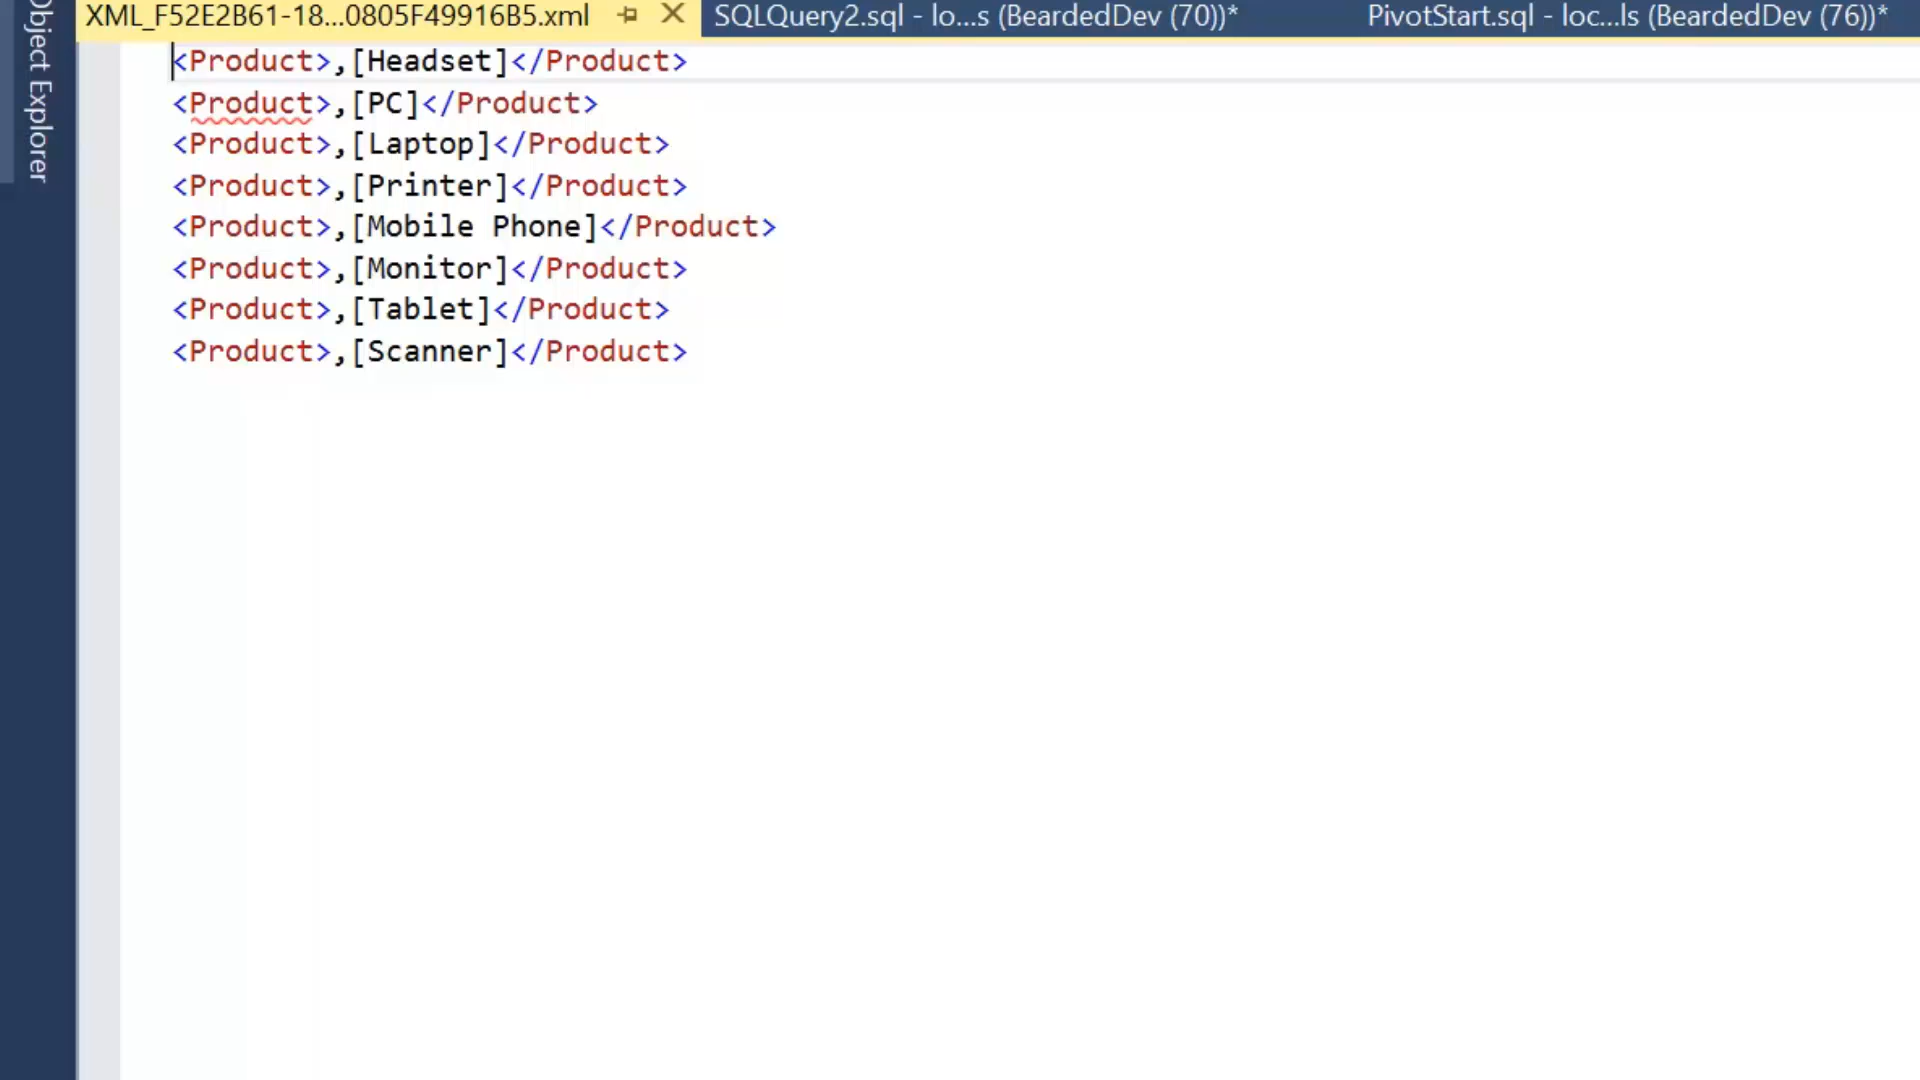 XML_F52E2B61-18...0805F49916B5.xml
SQLQuery2.sql - lo...s (BeardedDev (70))*
PivotStart.sql - loc...ls (BeardedDev (76))*
Object Explorer
<Product>,[Headset]</Product>
<Product>,[PC]</Product>
<Product>,[Laptop]</Product>
<Product>,[Printer]</Product>
<Product>,[Mobile Phone]</Product>
<Product>,[Monitor]</Product>
<Product>,[Tablet]</Product>
<Product>,[Scanner]</Product>